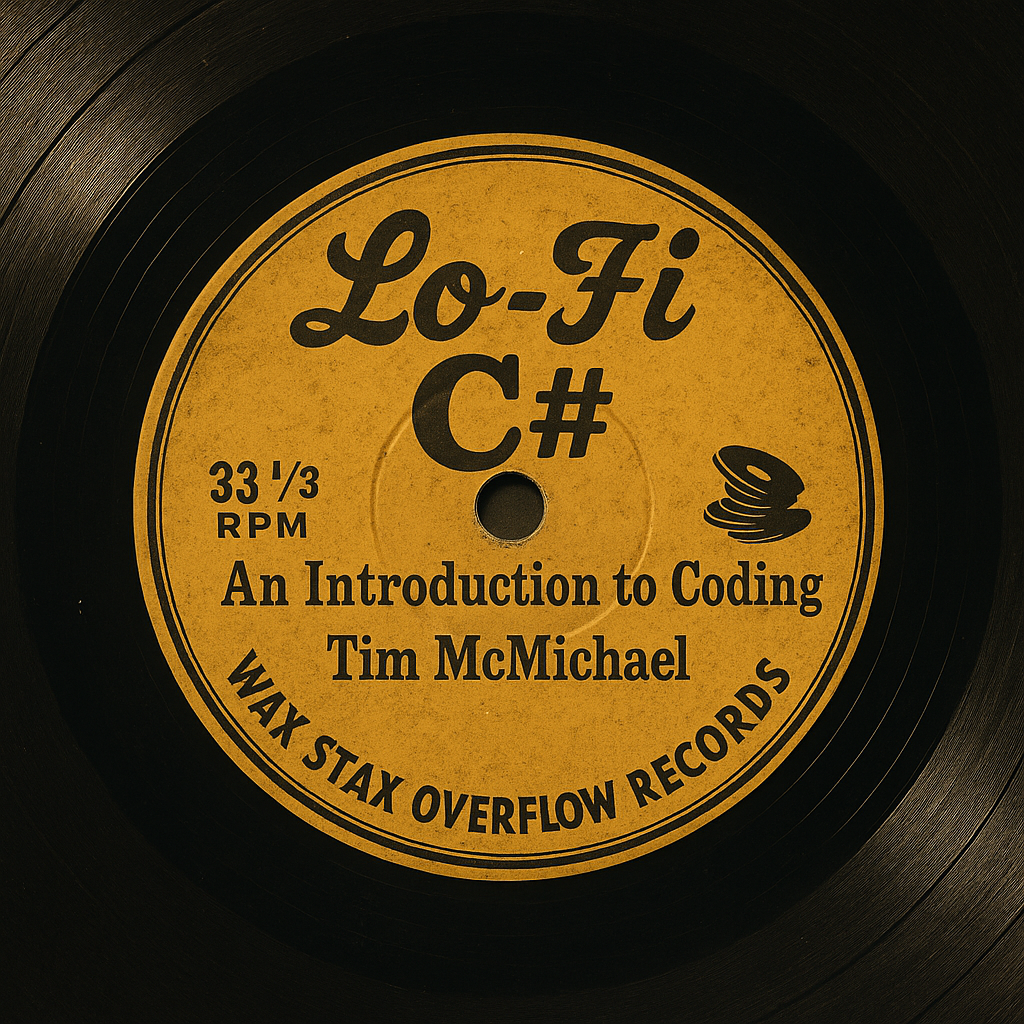 Lo-Fi
C#
33 1/3
RPM
An Introduction to Coding
Tim McMichael
WAX STAX OVERFLOW RECORDS